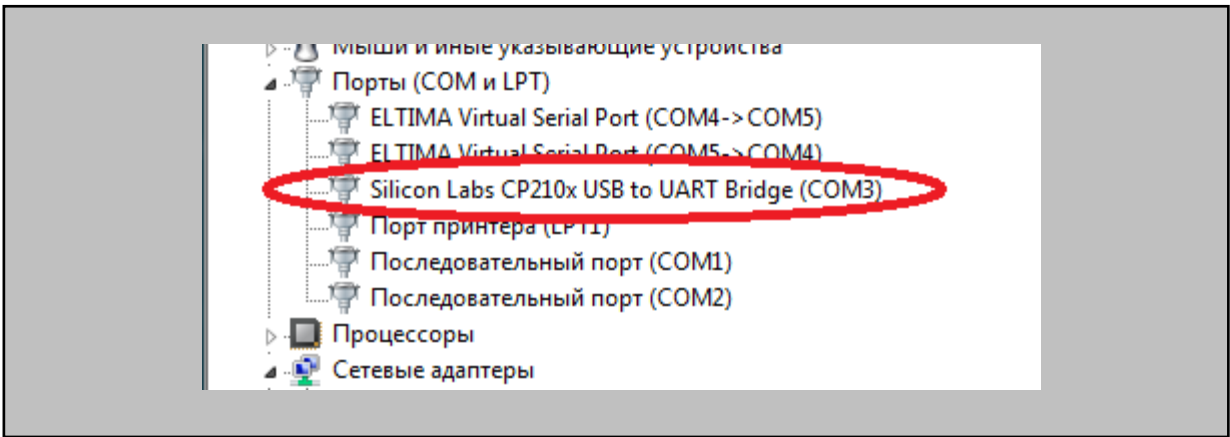 Мыши и иные указывающие устройства
Порты (COM и LPT)
ELTIMA Virtual Serial Port (COM4->COM5)
ELTIMA Virtual Serial Port (COM5->COM4)
Silicon Labs CP210x USB to UART Bridge (COM3)
Порт принтера (LPT1)
Последовательный порт (COM1)
Последовательный порт (COM2)
Процессоры
Сетевые адаптеры